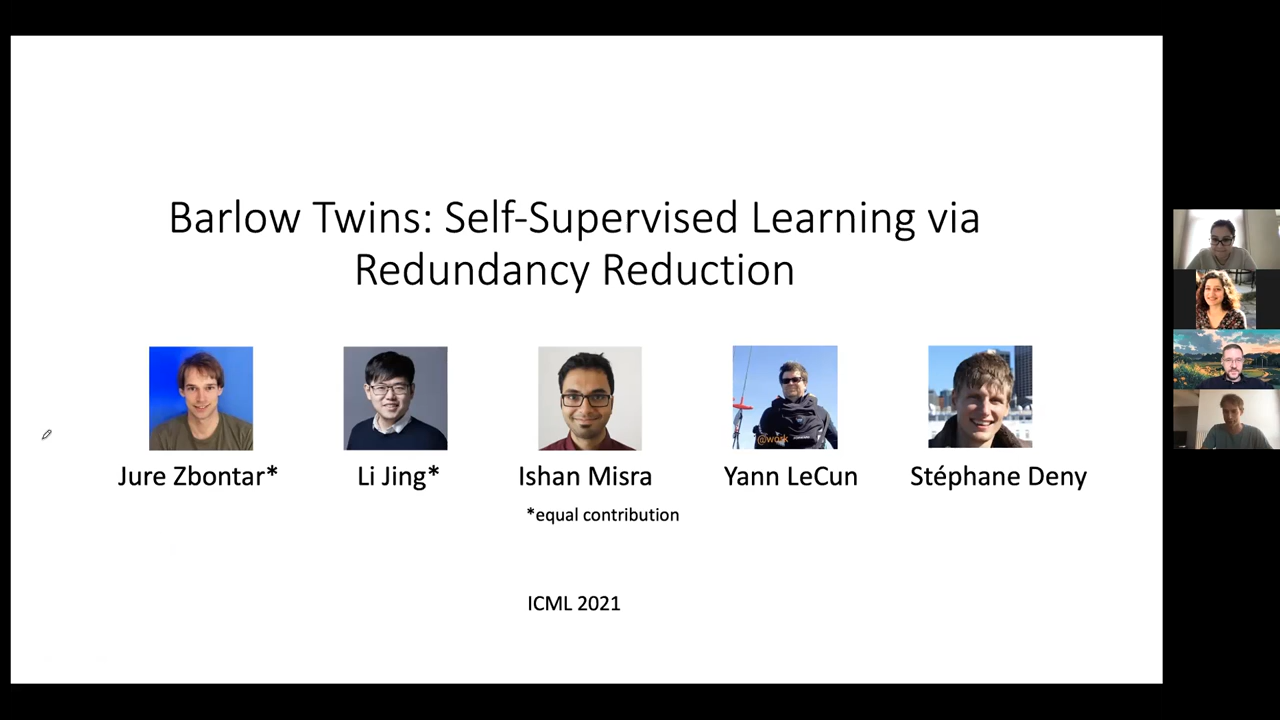 Barlow Twins: Self-Supervised Learning via
Redundancy Reduction
@work
Jure Zbontar*
Li Jing*
Ishan Misra
Yann LeCun
Stéphane Deny
*equal contribution
ICML 2021